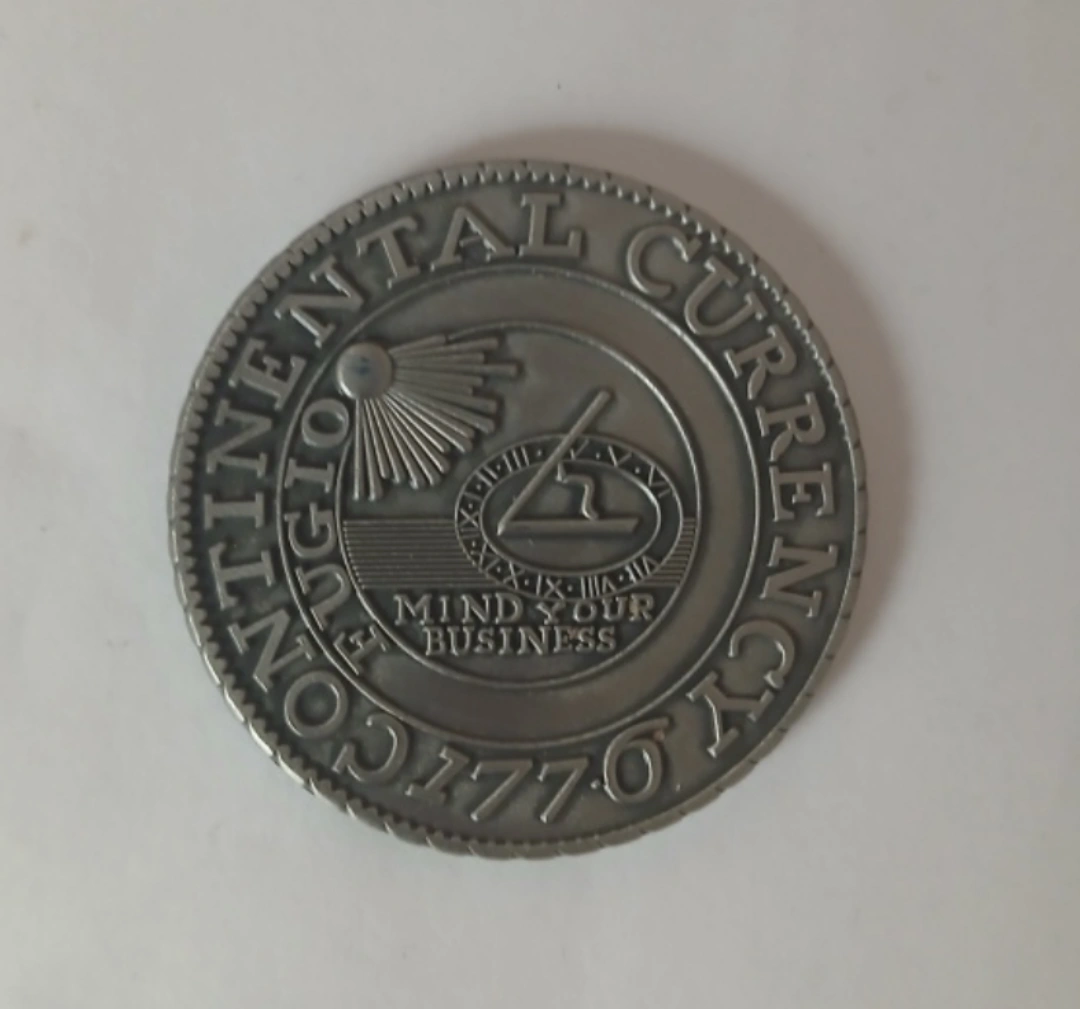 CONTINENTAL CURRENCY
1776
FUGIO
MIND YOUR
BUSINESS